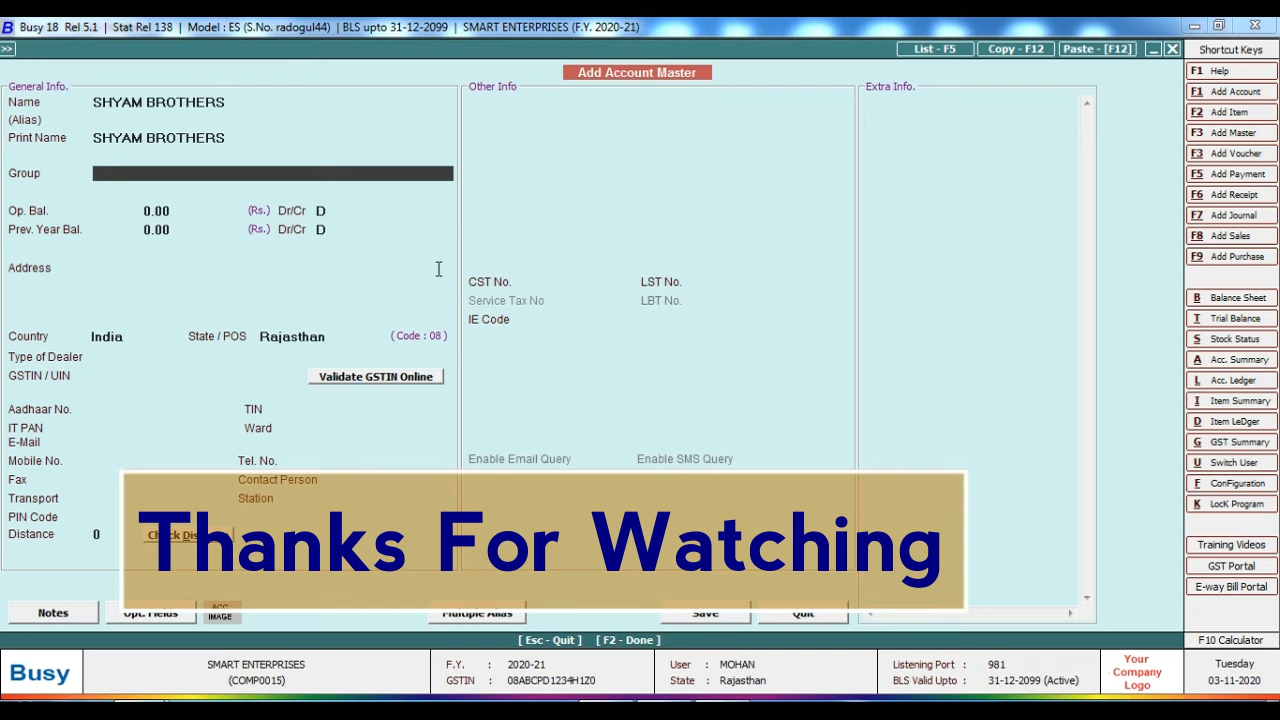 Busy 18 Rel 5.1 | Stat Rel 138 | Model : ES (S.No. radogul44) | BLS upto 31-12-2099 | SMART ENTERPRISES (F.Y. 2020-21)
>> List - F5 Copy - F12 Paste - [F12]
Add Account Master
General Info.
Name SHYAM BROTHERS
(Alias)
Print Name SHYAM BROTHERS
Group
Op. Bal. 0.00 (Rs.) Dr/Cr D
Prev. Year Bal. 0.00 (Rs.) Dr/Cr D
Address
Country India State / POS Rajasthan ( Code : 08 )
Type of Dealer
GSTIN / UIN Validate GSTIN Online
Aadhaar No. TIN
IT PAN Ward
E-Mail
Mobile No. Tel. No.
Fax Contact Person
Transport Station
PIN Code
Distance 0 Check Dis
Other Info
CST No. LST No.
Service Tax No LBT No.
IE Code
Enable Email Query Enable SMS Query
Extra Info.
Thanks For Watching
Notes Opt. Fields ACC. IMAGE Multiple Alias Save Quit
[ Esc - Quit ] [ F2 - Done ]
Shortcut Keys
F1 Help
F1 Add Account
F2 Add Item
F3 Add Master
F3 Add Voucher
F5 Add Payment
F6 Add Receipt
F7 Add Journal
F8 Add Sales
F9 Add Purchase
B Balance Sheet
T Trial Balance
S Stock Status
A Acc. Summary
L Acc. Ledger
I Item Summary
D Item LeDger
G GST Summary
U Switch User
F ConFiguration
K LocK Program
Training Videos
GST Portal
E-way Bill Portal
F10 Calculator
Busy
SMART ENTERPRISES
(COMP0015)
F.Y. : 2020-21
GSTIN : 08ABCPD1234H1Z0
User : MOHAN
State : Rajasthan
Listening Port : 981
BLS Valid Upto : 31-12-2099 (Active)
Your
Company
Logo
Tuesday
03-11-2020